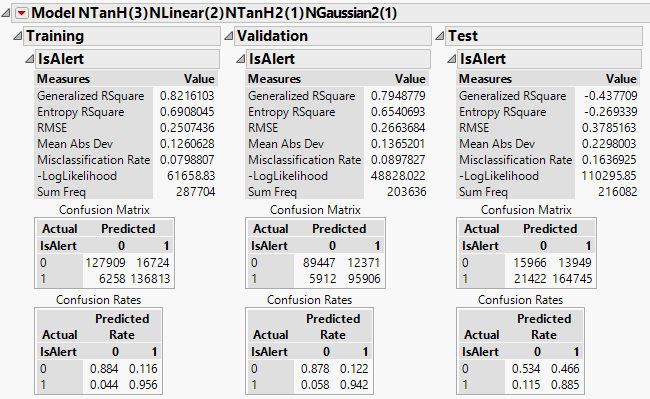 Model NTanH(3)NLinear(2)NTanH2(1)NGaussian2(1)
Training
IsAlert
Measures Value
Generalized RSquare 0.8216103
Entropy RSquare 0.6908045
RMSE 0.2507436
Mean Abs Dev 0.1260628
Misclassification Rate 0.0798807
-LogLikelihood 61658.83
Sum Freq 287704
Confusion Matrix
Actual Predicted
IsAlert 0 1
0 127909 16724
1 6258 136813
Confusion Rates
Predicted
Actual Rate
IsAlert 0 1
0 0.884 0.116
1 0.044 0.956
Validation
IsAlert
Measures Value
Generalized RSquare 0.7948779
Entropy RSquare 0.6540693
RMSE 0.2663684
Mean Abs Dev 0.1365201
Misclassification Rate 0.0897827
-LogLikelihood 48828.022
Sum Freq 203636
Confusion Matrix
Actual Predicted
IsAlert 0 1
0 89447 12371
1 5912 95906
Confusion Rates
Predicted
Actual Rate
IsAlert 0 1
0 0.878 0.122
1 0.058 0.942
Test
IsAlert
Measures Value
Generalized RSquare -0.437709
Entropy RSquare -0.269339
RMSE 0.3785163
Mean Abs Dev 0.2298003
Misclassification Rate 0.1636925
-LogLikelihood 110295.85
Sum Freq 216082
Confusion Matrix
Actual Predicted
IsAlert 0 1
0 15966 13949
1 21422 164745
Confusion Rates
Predicted
Actual Rate
IsAlert 0 1
0 0.534 0.466
1 0.115 0.885